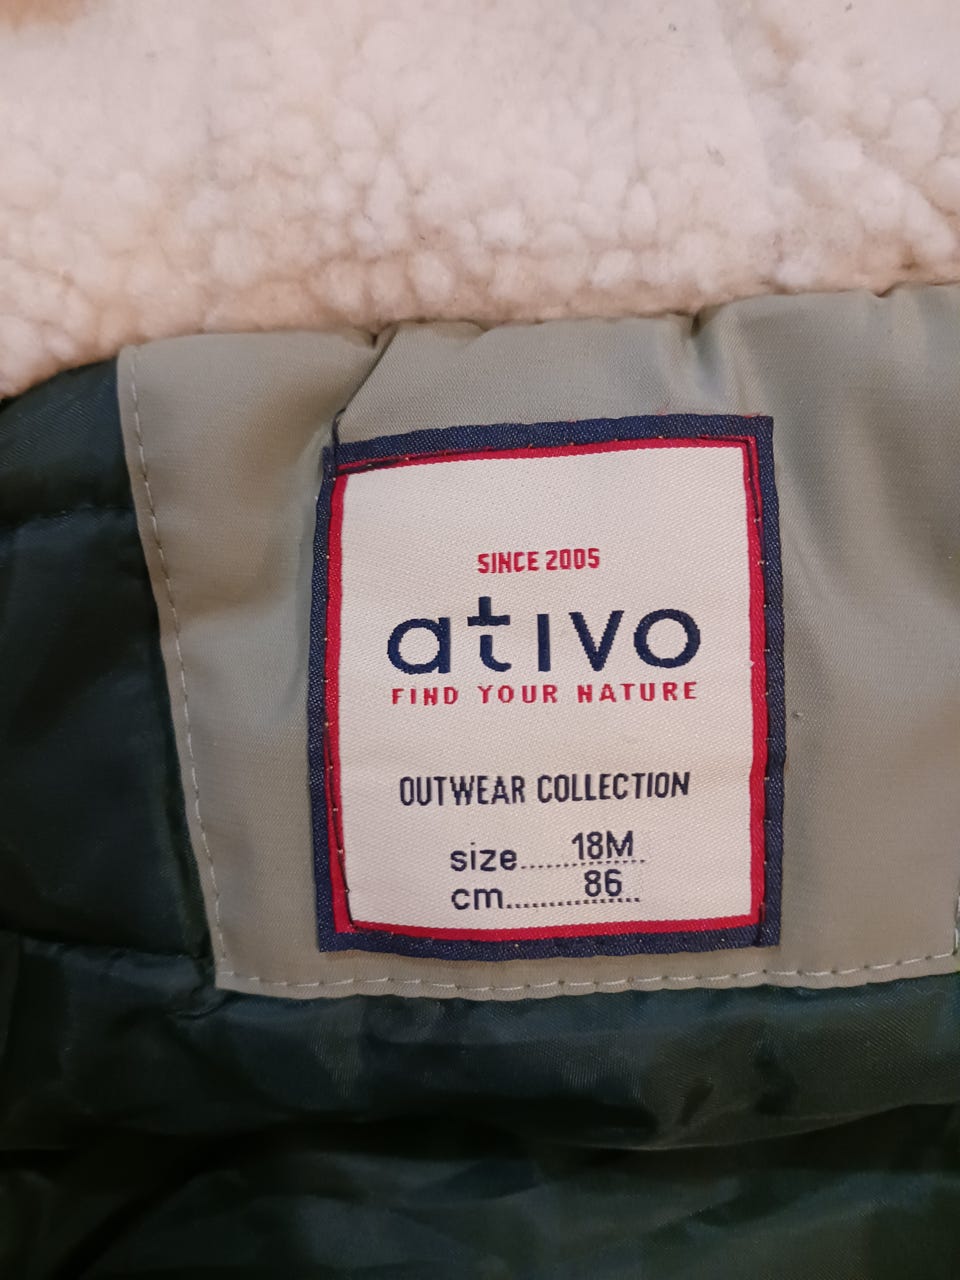 SINCE 2005
ativo
FIND YOUR NATURE
OUTWEAR COLLECTION
size......18M
cm......86